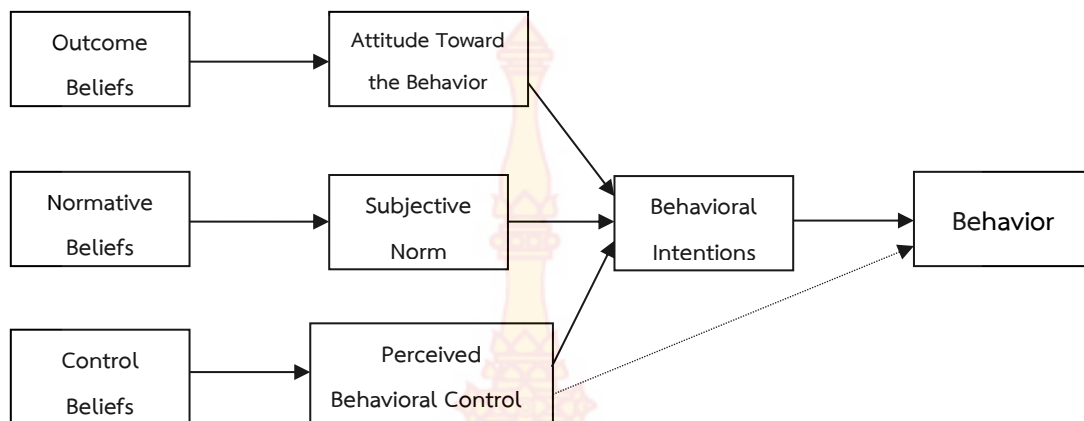 Outcome
Beliefs
Attitude Toward
the Behavior
Normative
Beliefs
Subjective
Norm
Behavioral
Intentions
Behavior
Control
Beliefs
Perceived
Behavioral Control